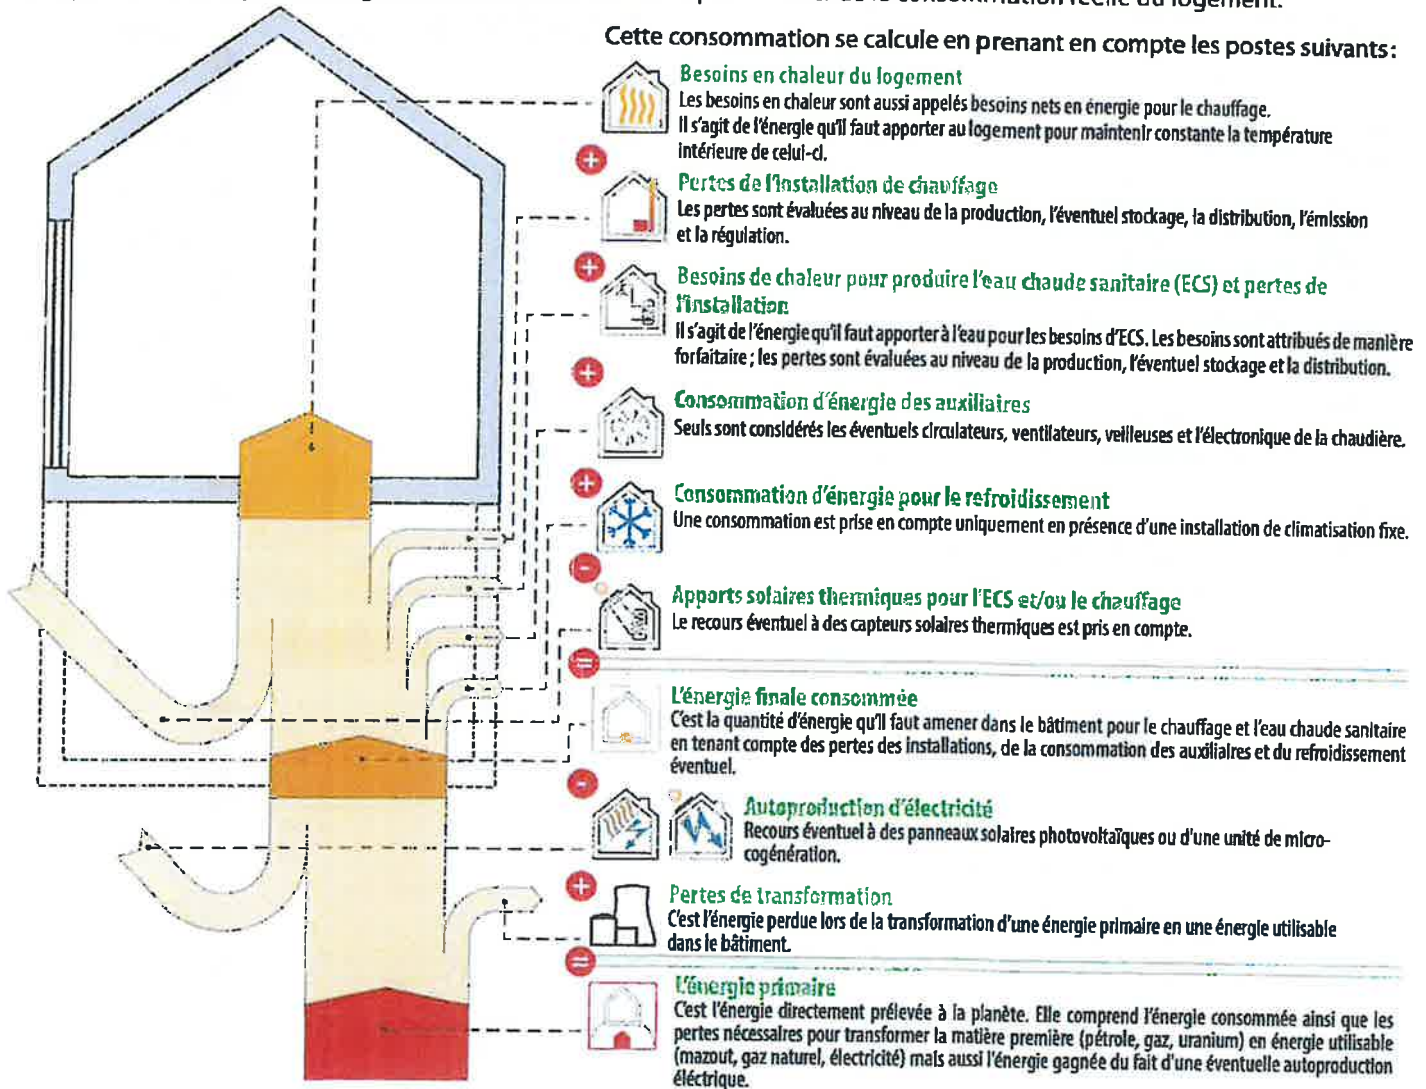 de la consommation réelle du logement.
Cette consommation se calcule en prenant en compte les postes suivants:
Besoins en chaleur du logement
Les besoins en chaleur sont aussi appelés besoins nets en énergie pour le chauffage.
Il s'agit de l'énergie qu'il faut apporter au logement pour maintenir constante la température
intérieure de celui-ci.
+
Pertes de l'installation de chauffage
Les pertes sont évaluées au niveau de la production, l'éventuel stockage, la distribution, l'émission
et la régulation.
+
Besoins de chaleur pour produire l'eau chaude sanitaire (ECS) et pertes de
l'installation
Il s'agit de l'énergie qu'il faut apporter à l'eau pour les besoins d'ECS. Les besoins sont attribués de manière
forfaitaire ; les pertes sont évaluées au niveau de la production, l'éventuel stockage et la distribution.
+
Consommation d'énergie des auxiliaires
Seuls sont considérés les éventuels circulateurs, ventilateurs, veilleuses et l'électronique de la chaudière.
+
Consommation d'énergie pour le refroidissement
Une consommation est prise en compte uniquement en présence d'une installation de climatisation fixe.
-
Apports solaires thermiques pour l'ECS et/ou le chauffage
Le recours éventuel à des capteurs solaires thermiques est pris en compte.
=
L'énergie finale consommée
C'est la quantité d'énergie qu'il faut amener dans le bâtiment pour le chauffage et l'eau chaude sanitaire
en tenant compte des pertes des installations, de la consommation des auxiliaires et du refroidissement
éventuel.
-
Autoproduction d'électricité
Recours éventuel à des panneaux solaires photovoltaïques ou d'une unité de micro-
cogénération.
+
Pertes de transformation
C'est l'énergie perdue lors de la transformation d'une énergie primaire en une énergie utilisable
dans le bâtiment.
=
L'énergie primaire
C'est l'énergie directement prélevée à la planète. Elle comprend l'énergie consommée ainsi que les
pertes nécessaires pour transformer la matière première (pétrole, gaz, uranium) en énergie utilisable
(mazout, gaz naturel, électricité) mais aussi l'énergie gagnée du fait d'une éventuelle autoproduction
éléctrique.